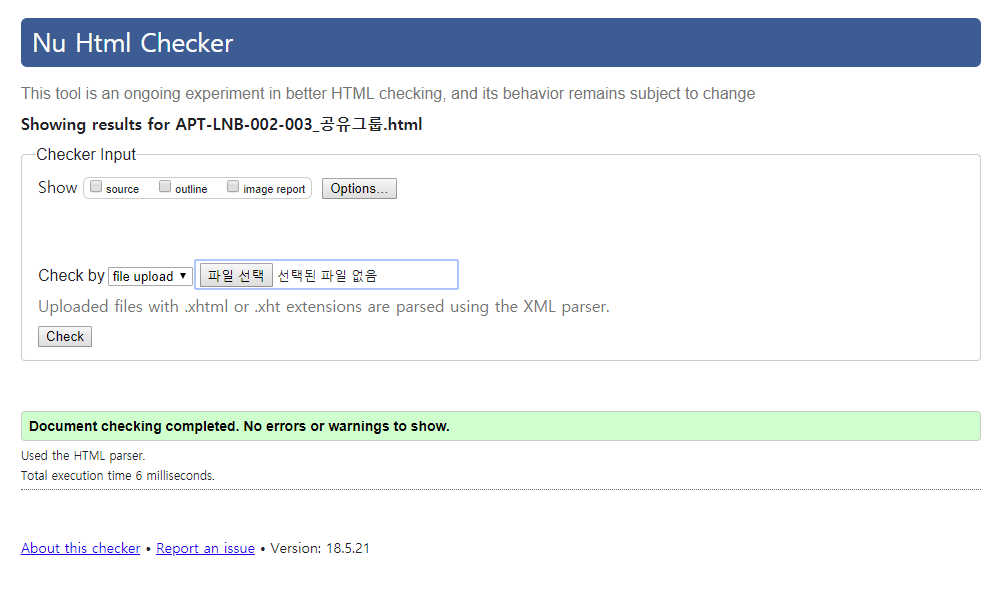 Nu Html Checker
This tool is an ongoing experiment in better HTML checking, and its behavior remains subject to change
Showing results for APT-LNB-002-003_공유그룹.html
Checker Input
Show source outline image report Options...
Check by file upload 파일 선택 선택된 파일 없음
Uploaded files with .xhtml or .xht extensions are parsed using the XML parser.
Check
Document checking completed. No errors or warnings to show.
Used the HTML parser.
Total execution time 6 milliseconds.
About this checker • Report an issue • Version: 18.5.21